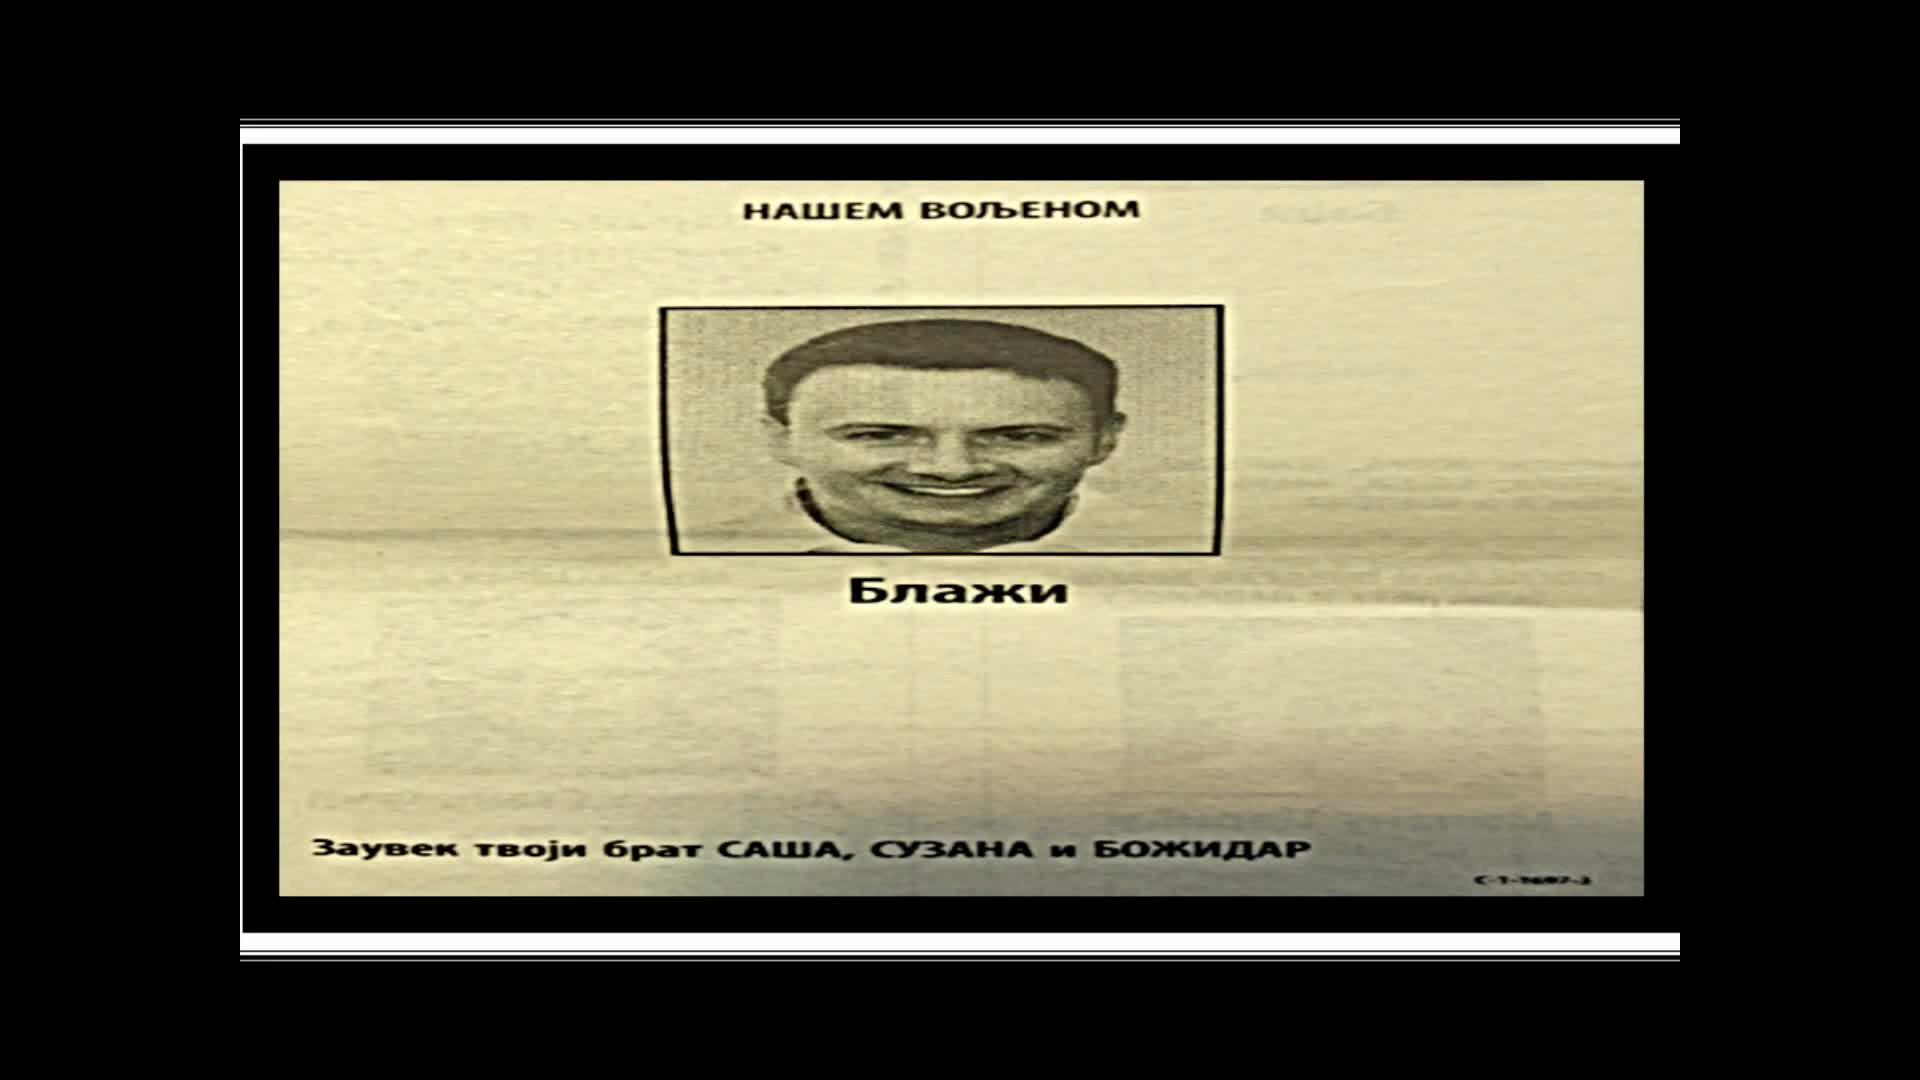 НАШЕМ ВОЉЕНОМ
Блажи
Заувек твоји брат САША, СУЗАНА и БОЖИДАР